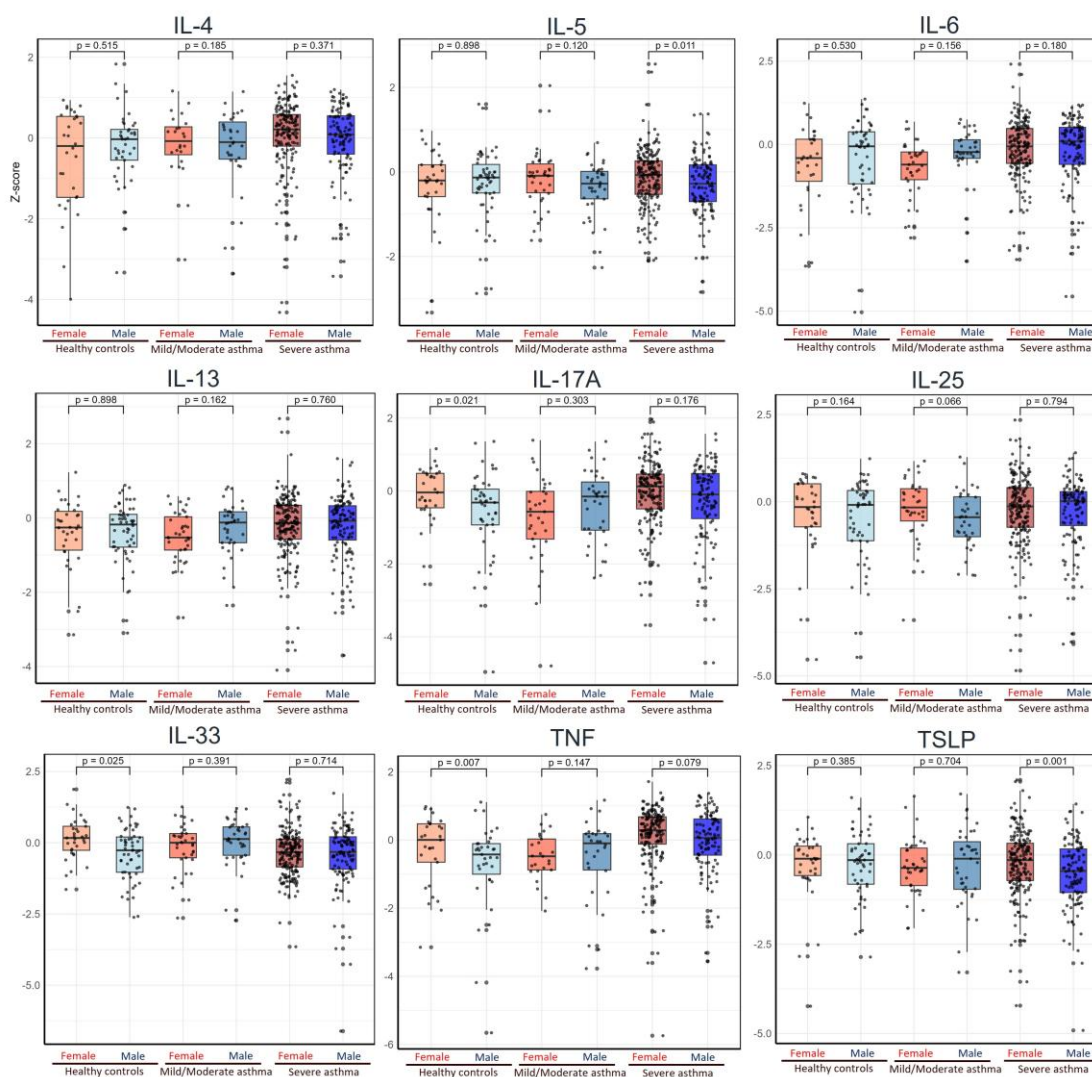 IL-4 IL-5 IL-6
p = 0.515 p = 0.185 p = 0.371 p = 0.898 p = 0.120 p = 0.011 p = 0.530 p = 0.156 p = 0.180
Z-score
2 0 -2 -4
2 0 -2
2.5 0.0 -2.5 -5.0
Female Male Female Male Female Male Female Male Female Male Female Male Female Male Female Male Female Male
Healthy controls Mild/Moderate asthma Severe asthma Healthy controls Mild/Moderate asthma Severe asthma Healthy controls Mild/Moderate asthma Severe asthma
IL-13 IL-17A IL-25
p = 0.898 p = 0.162 p = 0.760 p = 0.021 p = 0.303 p = 0.176 p = 0.164 p = 0.066 p = 0.794
2 0 -2 -4
2 0 -2 -4
2.5 0.0 -2.5 -5.0
Female Male Female Male Female Male Female Male Female Male Female Male Female Male Female Male Female Male
Healthy controls Mild/Moderate asthma Severe asthma Healthy controls Mild/Moderate asthma Severe asthma Healthy controls Mild/Moderate asthma Severe asthma
IL-33 TNF TSLP
p = 0.025 p = 0.391 p = 0.714 p = 0.007 p = 0.147 p = 0.079 p = 0.385 p = 0.704 p = 0.001
2.5 0.0 -2.5 -5.0
2 0 -2 -4 -6
2.5 0.0 -2.5 -5.0
Female Male Female Male Female Male Female Male Female Male Female Male Female Male Female Male Female Male
Healthy controls Mild/Moderate asthma Severe asthma Healthy controls Mild/Moderate asthma Severe asthma Healthy controls Mild/Moderate asthma Severe asthma